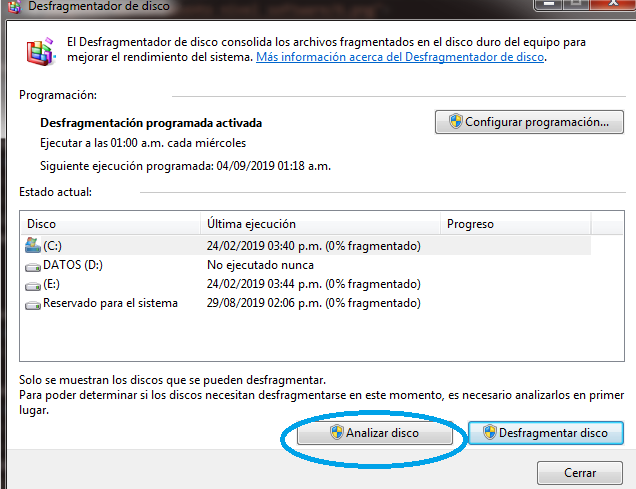 Desfragmentador de disco
El Desfragmentador de disco consolida los archivos fragmentados en el disco duro del equipo para
mejorar el rendimiento del sistema. Más información acerca del Desfragmentador de disco.
Programación:
Desfragmentación programada activada
Configurar programación...
Ejecutar a las 01:00 a.m. cada miércoles
Siguiente ejecución programada: 04/09/2019 01:18 a.m.
Estado actual:
Disco Última ejecución Progreso
(C:) 24/02/2019 03:40 p.m. (0% fragmentado)
DATOS (D:) No ejecutado nunca
(E:) 24/02/2019 03:44 p.m. (0% fragmentado)
Reservado para el sistema 29/08/2019 02:06 p.m. (0% fragmentado)
Solo se muestran los discos que se pueden desfragmentar.
Para poder determinar si los discos necesitan desfragmentarse en este momento, es necesario analizarlos en primer
lugar.
Analizar disco Desfragmentar disco
Cerrar